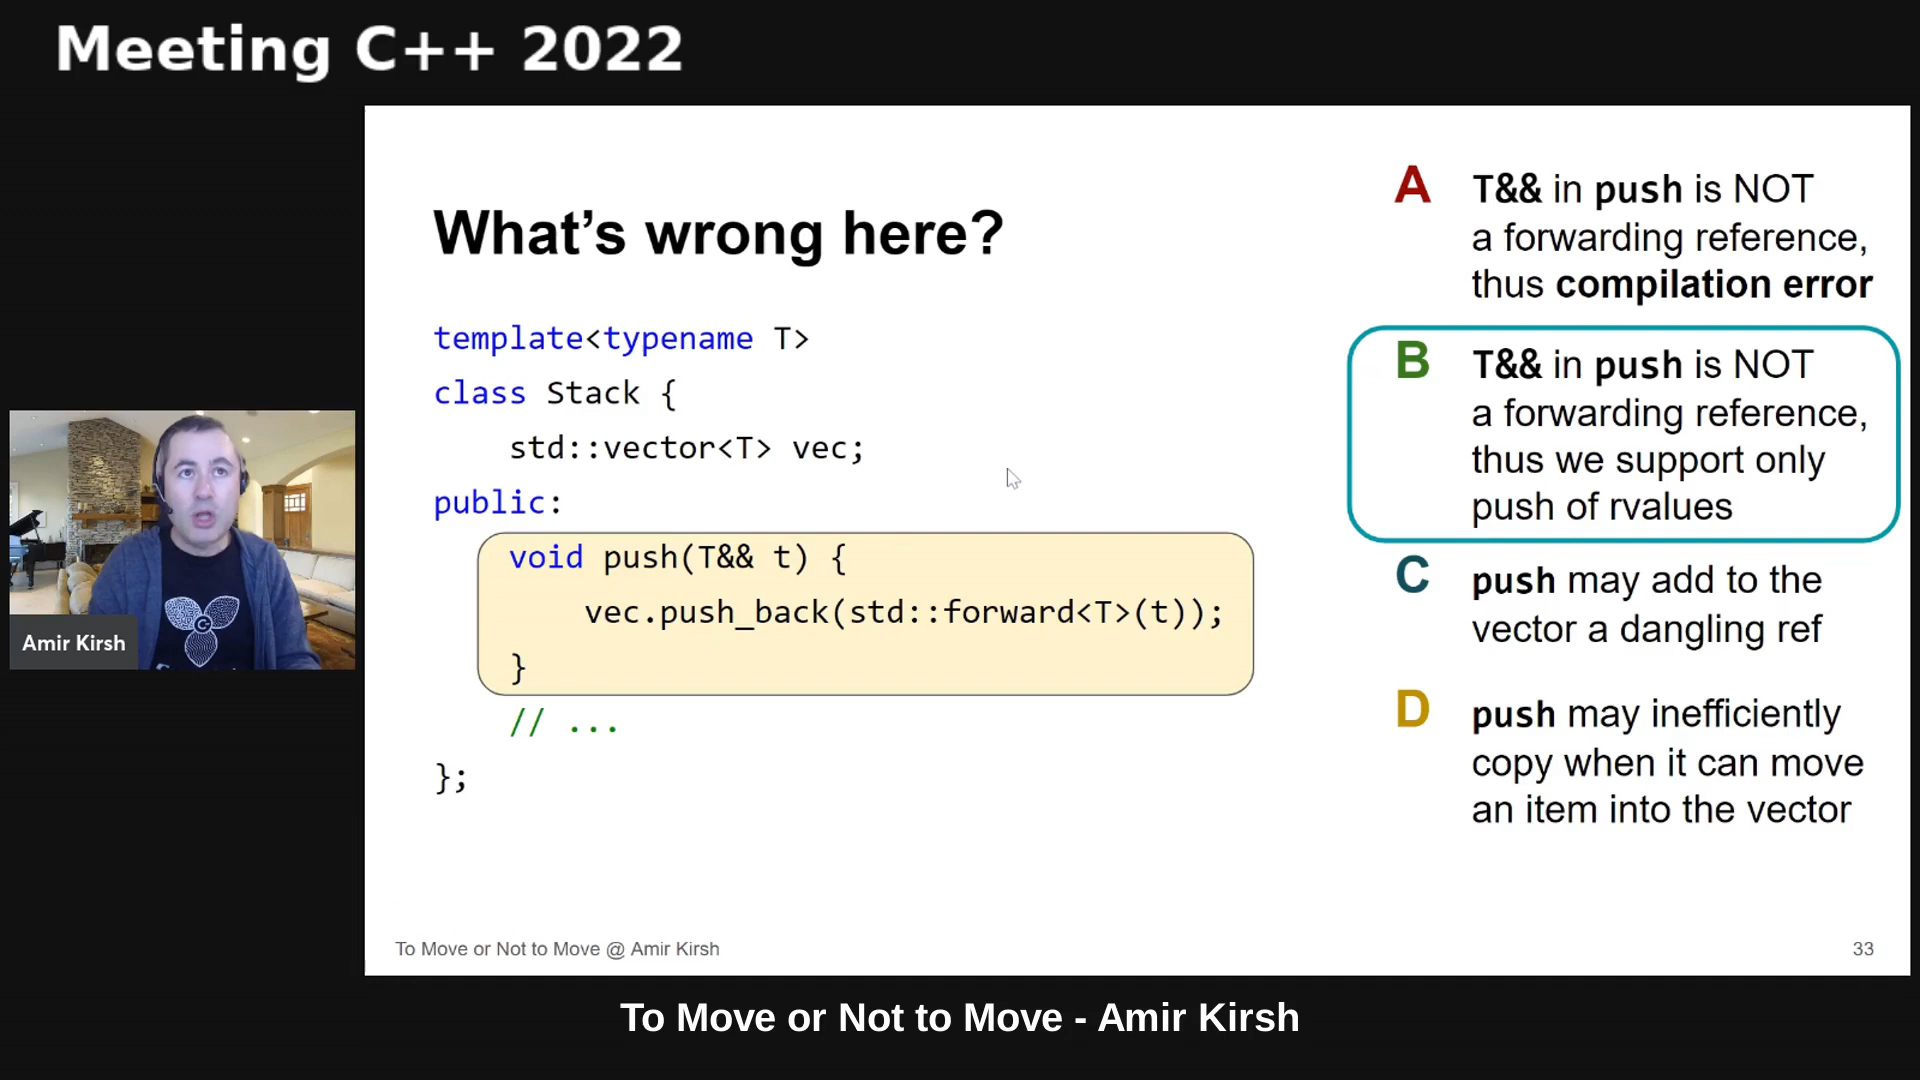 Meeting C++ 2022
What's wrong here?
template<typename T>
class Stack {
std::vector<T> vec;
public:
void push(T&& t) {
vec.push_back(std::forward<T>(t));
}
// ...
};
A T&& in push is NOT
a forwarding reference,
thus compilation error
B T&& in push is NOT
a forwarding reference,
thus we support only
push of rvalues
C push may add to the
vector a dangling ref
D push may inefficiently
copy when it can move
an item into the vector
Amir Kirsh
To Move or Not to Move @ Amir Kirsh
33
To Move or Not to Move - Amir Kirsh